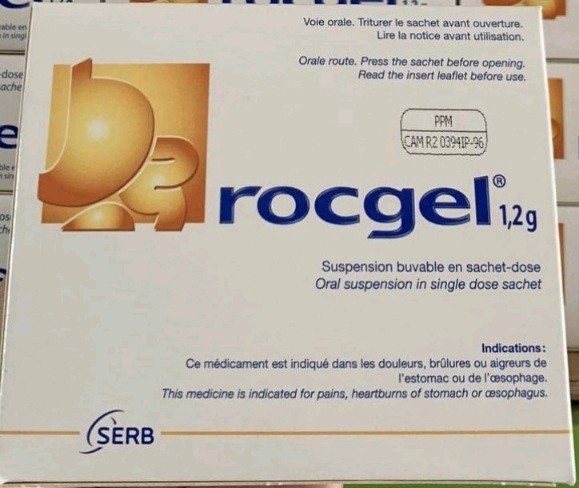 Voie orale. Triturer le sachet avant ouverture.
Lire la notice avant utilisation.
Oral route. Press the sachet before opening.
Read the insert leaflet before use.
PPM
CAM R2 0394IP-96
rocgel® 1,2 g
Suspension buvable en sachet-dose
Oral suspension in single dose sachet
Indications:
Ce médicament est indiqué dans les douleurs, brûlures ou aigreurs de
l'estomac ou de l'œsophage.
This medicine is indicated for pains, heartburns of stomach or œsophagus.
SERB